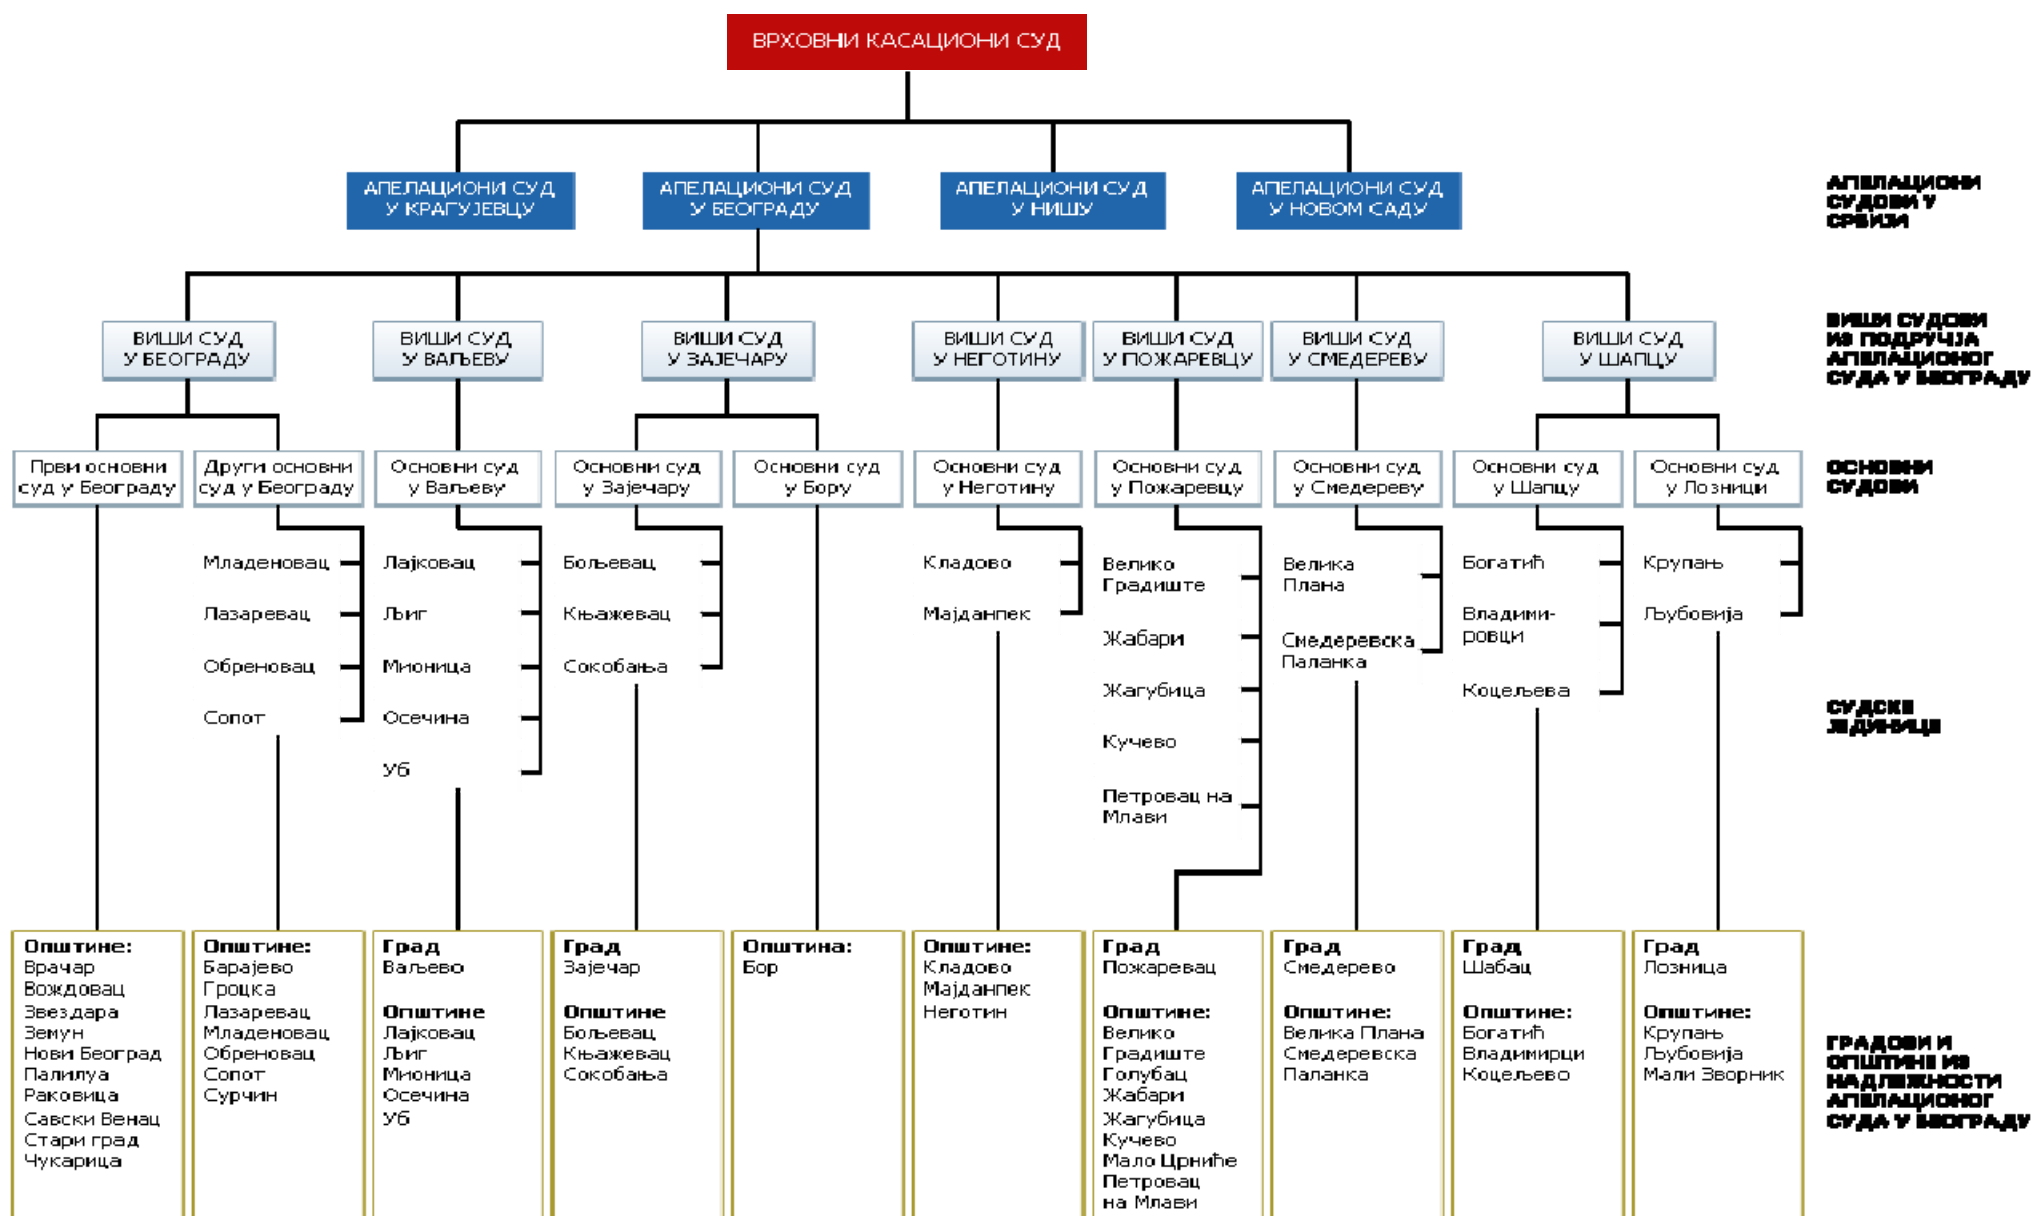 ВРХОВНИ КАСАЦИОНИ СУД
АПЕЛАЦИОНИ СУД
У КРАГУЈЕВЦУ
АПЕЛАЦИОНИ СУД
У БЕОГРАДУ
АПЕЛАЦИОНИ СУД
У НИШУ
АПЕЛАЦИОНИ СУД
У НОВОМ САДУ
АПЕЛАЦИОНИ
СУДОВИ У
СРБИЈИ
ВИШИ СУД
У БЕОГРАДУ
ВИШИ СУД
У ВАЉЕВУ
ВИШИ СУД
У ЗАЈЕЧАРУ
ВИШИ СУД
У НЕГОТИНУ
ВИШИ СУД
У ПОЖАРЕВЦУ
ВИШИ СУД
У СМЕДЕРЕВУ
ВИШИ СУД
У ШАПЦУ
ВИШИ СУДОВИ
ИЗ ПОДРУЧЈА
АПЕЛАЦИОНОГ
СУДА У БЕОГРАДУ
Први основни
суд у Београду
Други основни
суд у Београду
Основни суд
у Ваљеву
Основни суд
у Зајечару
Основни суд
у Бору
Основни суд
у Неготину
Основни суд
у Пожаревцу
Основни суд
у Смедереву
Основни суд
у Шапцу
Основни суд
у Лозници
ОСНОВНИ
СУДОВИ
Младеновац
Лазаревац
Обреновац
Сопот
Лајковац
Љиг
Мионица
Осечина
Уб
Бољевац
Књажевац
Сокобања
Кладово
Мајданпек
Велико
Градиште
Жабари
Жагубица
Кучево
Петровац на
Млави
Велика
Плана
Смедеревска
Паланка
Богатић
Владими-
ровци
Коцељева
Крупањ
Љубовија
СУДСКЕ
ЈЕДИНИЦЕ
Општине:
Врачар
Вождовац
Звездара
Земун
Нови Београд
Палилуа
Раковица
Савски Венац
Стари град
Чукарица
Општине:
Барајево
Гроцка
Лазаревац
Младеновац
Обреновац
Сопот
Сурчин
Град
Ваљево
Општине
Лајковац
Љиг
Мионица
Осечина
Уб
Град
Зајечар
Општине
Бољевац
Књажевац
Сокобања
Општина:
Бор
Општине:
Кладово
Мајданпек
Неготин
Град
Пожаревац
Општине:
Велико
Градиште
Голубац
Жабари
Жагубица
Кучево
Мало Црниће
Петровац
на Млави
Град
Смедерево
Општине:
Велика Плана
Смедеревска
Паланка
Град
Шабац
Општине:
Богатић
Владимирци
Коцељево
Град
Лозница
Општине:
Крупањ
Љубовија
Мали Зворник
ГРАДОВИ И
ОПШТИНЕ ИЗ
НАДЛЕЖНОСТИ
АПЕЛАЦИОНОГ
СУДА У БЕОГРАДУ